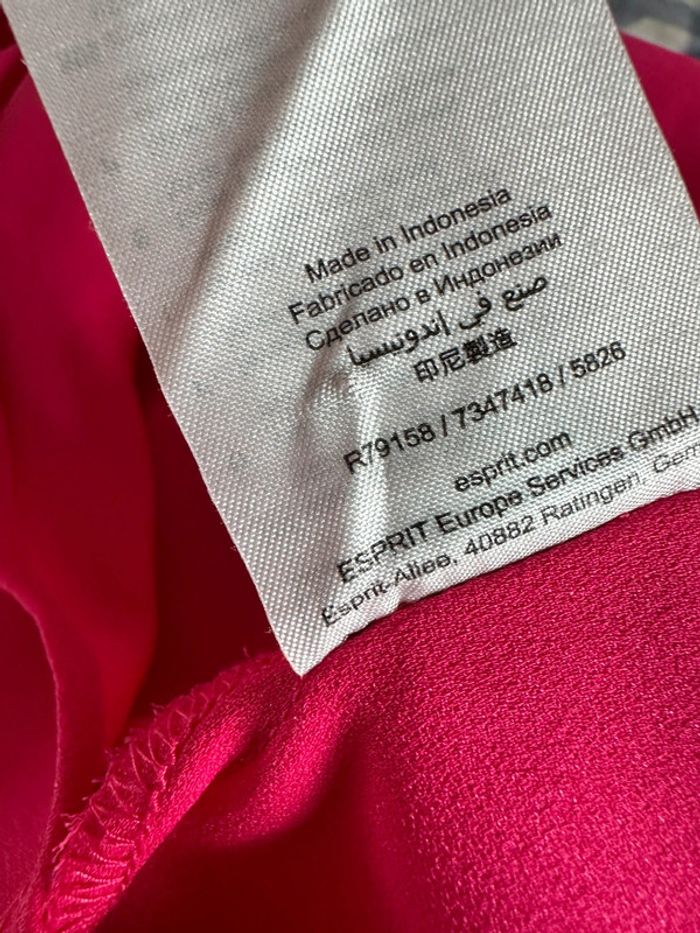 Made in Indonesia
Fabricado en Indonesia
Сделано в Индонезии
صنع في إندونيسيا
印尼製造
R79158 / 7347418 / 5826
esprit.com
ESPRIT Europe Services GmbH,
Esprit-Allee, 40882 Ratingen,